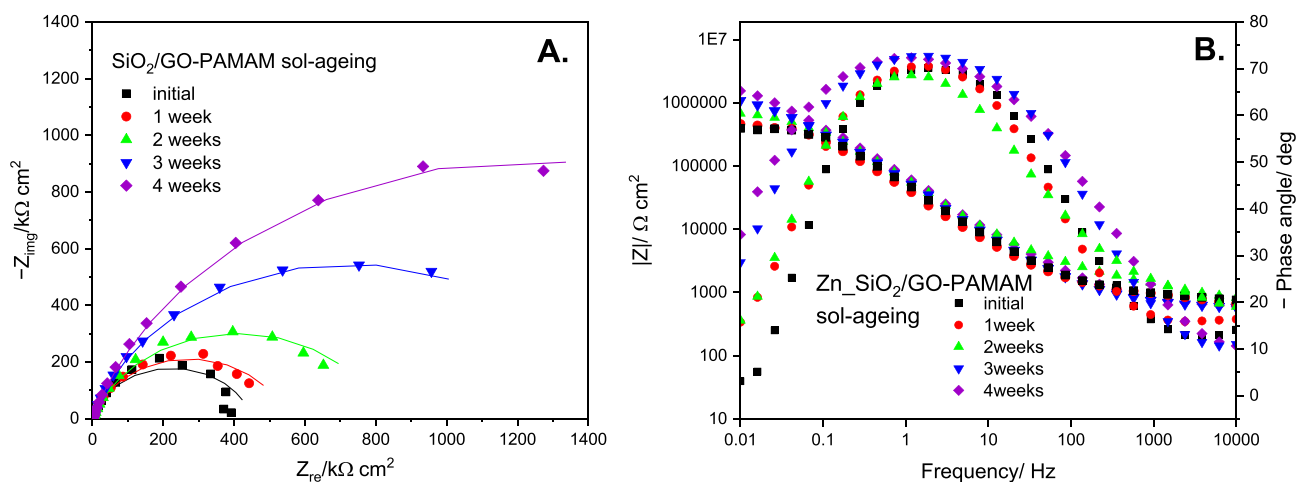 A.
SiO₂/GO-PAMAM sol-ageing
initial
1 week
2 weeks
3 weeks
4 weeks
−1400
−1200
−1000
−800
−600
−400
−200
0
−Z_img/kΩ cm²
0 200 400 600 800 1000 1200 1400
Z_re/kΩ cm²
B.
1E7
1000000
100000
10000
1000
100
10
|Z|/ Ω cm²
Zn_SiO₂/GO-PAMAM
sol-ageing
initial
1week
2weeks
3weeks
4weeks
80
70
60
50
40
30
20
10
0
− Phase angle/ deg
0.01 0.1 1 10 100 1000 10000
Frequency/ Hz